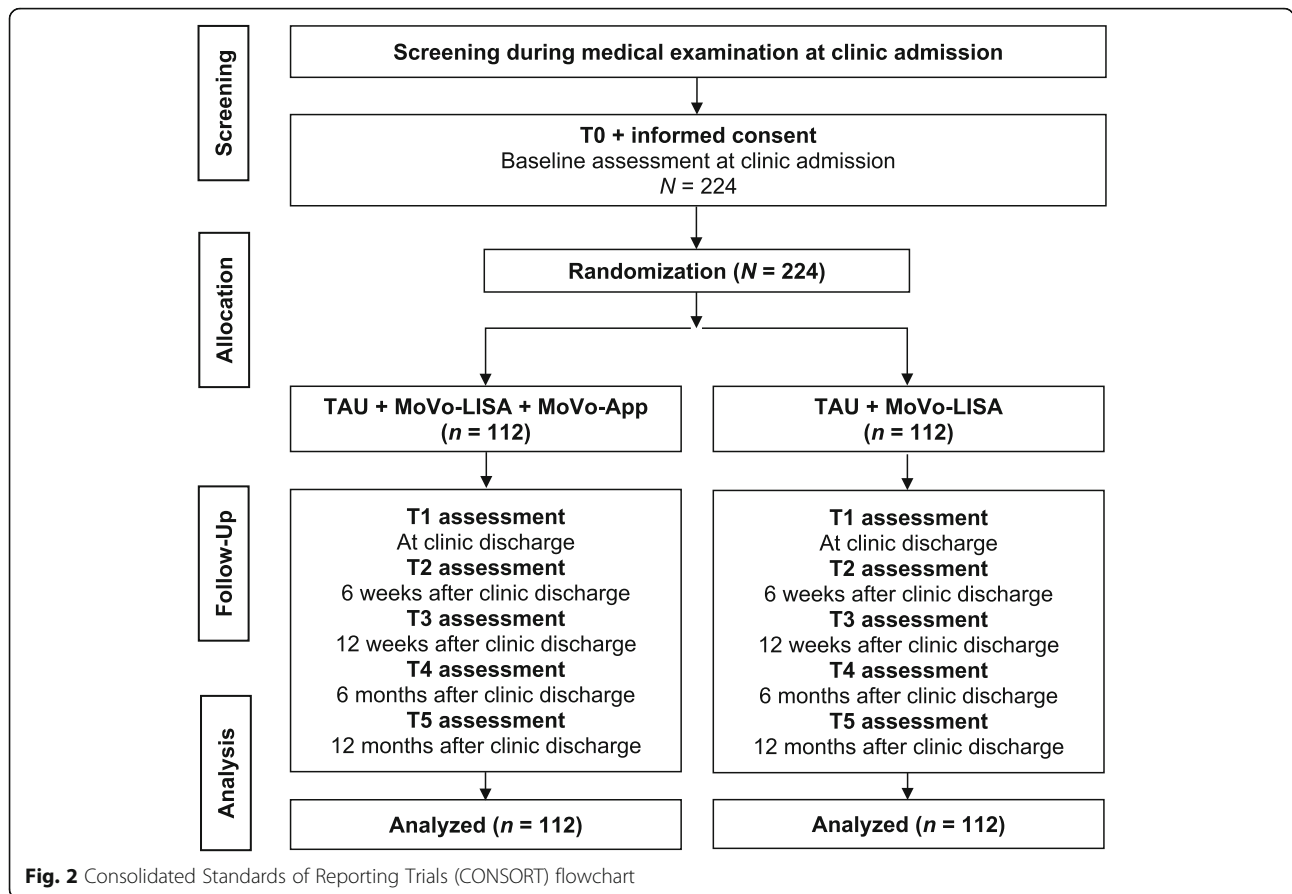 Screening
Screening during medical examination at clinic admission
T0 + informed consent
Baseline assessment at clinic admission
N = 224
Allocation
Randomization (N = 224)
TAU + MoVo-LISA + MoVo-App
(n = 112)
TAU + MoVo-LISA
(n = 112)
Follow-Up
T1 assessment
At clinic discharge
T2 assessment
6 weeks after clinic discharge
T3 assessment
12 weeks after clinic discharge
T4 assessment
6 months after clinic discharge
T5 assessment
12 months after clinic discharge
T1 assessment
At clinic discharge
T2 assessment
6 weeks after clinic discharge
T3 assessment
12 weeks after clinic discharge
T4 assessment
6 months after clinic discharge
T5 assessment
12 months after clinic discharge
Analysis
Analyzed (n = 112)
Analyzed (n = 112)
Fig. 2 Consolidated Standards of Reporting Trials (CONSORT) flowchart